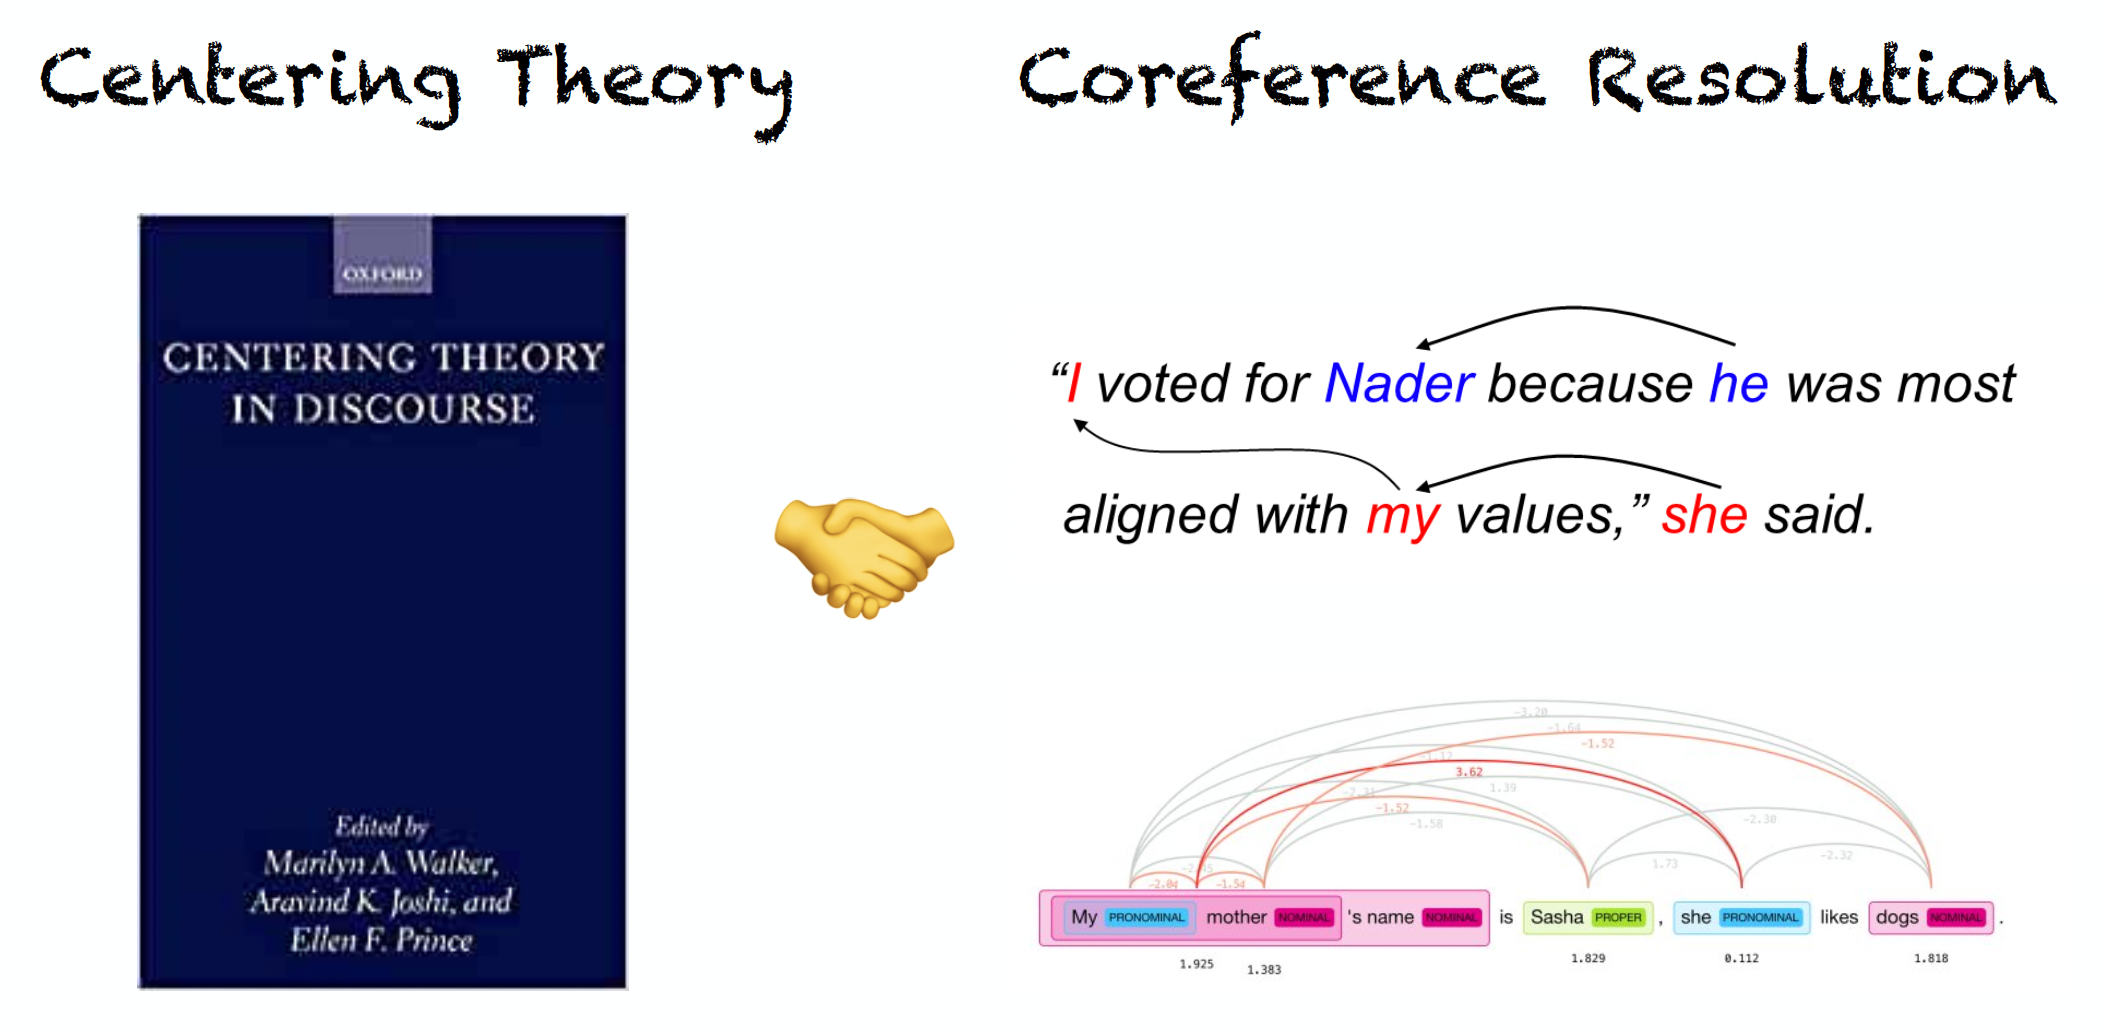 Centering Theory
Coreference Resolution
OXFORD
CENTERING THEORY
IN DISCOURSE
Edited by
Marilyn A. Walker,
Aravind K. Joshi, and
Ellen F. Prince
“I voted for Nader because he was most
aligned with my values,” she said.
-3.20
-1.64
-1.52
-1.12
3.62
1.39
-2.31
-1.52
-1.58
-2.30
1.73
-2.32
-2.04 -1.54
My PRONOMINAL mother NOMINAL 's name NOMINAL is Sasha PROPER , she PRONOMINAL likes dogs NOMINAL .
1.925 1.383 1.829 0.112 1.818